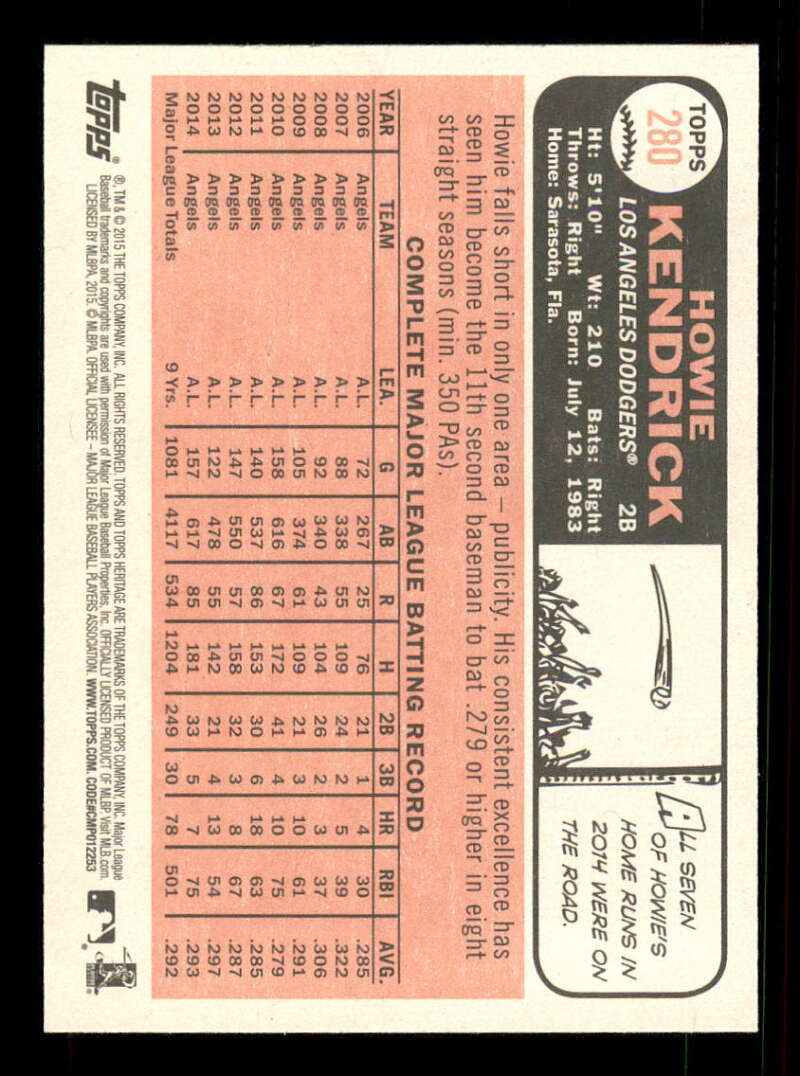 TOPPS
280
HOWIE
KENDRICK
LOS ANGELES DODGERS® 2B
Ht: 5'10" Wt: 210 Bats: Right
Throws: Right Born: July 12, 1983
Home: Sarasota, Fla.
ALL SEVEN
OF HOWIE'S
HOME RUNS IN
2014 WERE ON
THE ROAD.
Howie falls short in only one area – publicity. His consistent excellence has
seen him become the 11th second baseman to bat .279 or higher in eight
straight seasons (min. 350 PAs).
COMPLETE MAJOR LEAGUE BATTING RECORD
YEAR TEAM LEA. G AB R H 2B 3B HR RBI AVG.
2006 Angels A.L. 72 267 25 76 21 1 4 30 .285
2007 Angels A.L. 88 338 55 109 24 2 5 39 .322
2008 Angels A.L. 92 340 43 104 26 2 3 37 .306
2009 Angels A.L. 105 374 61 109 21 3 10 61 .291
2010 Angels A.L. 158 616 67 172 41 4 10 75 .279
2011 Angels A.L. 140 537 86 153 30 6 18 63 .285
2012 Angels A.L. 147 550 57 158 32 3 8 67 .287
2013 Angels A.L. 122 478 55 142 21 4 13 54 .297
2014 Angels A.L. 157 617 85 181 33 5 7 75 .293
Major League Totals 9 Yrs. 1081 4117 534 1204 249 30 78 501 .292
topps®
®, TM & © 2015 THE TOPPS COMPANY, INC. ALL RIGHTS RESERVED. TOPPS AND TOPPS HERITAGE ARE TRADEMARKS OF THE TOPPS COMPANY, INC. Major League
Baseball trademarks and copyrights are used with permission of Major League Baseball Properties, Inc. OFFICIALLY LICENSED PRODUCT OF MLBP. Visit MLB.com.
LICENSED BY MLBPA, 2015. © MLBPA. OFFICIAL LICENSEE – MAJOR LEAGUE BASEBALL PLAYERS ASSOCIATION. WWW.TOPPS.COM. CODE#CMP012253